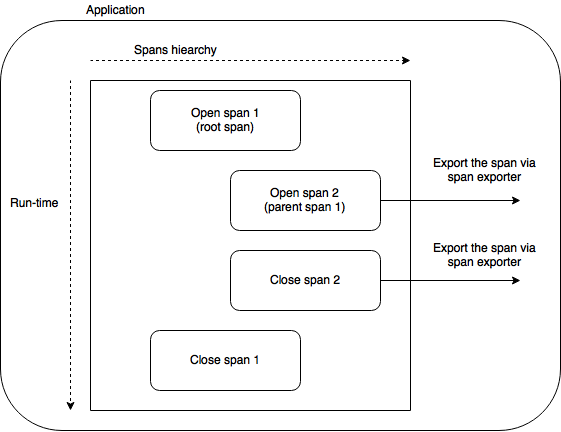 Application
Spans hiearchy
Open span 1
(root span)
Export the span via
span exporter
Open span 2
(parent span 1)
Run-time
Export the span via
span exporter
Close span 2
Close span 1